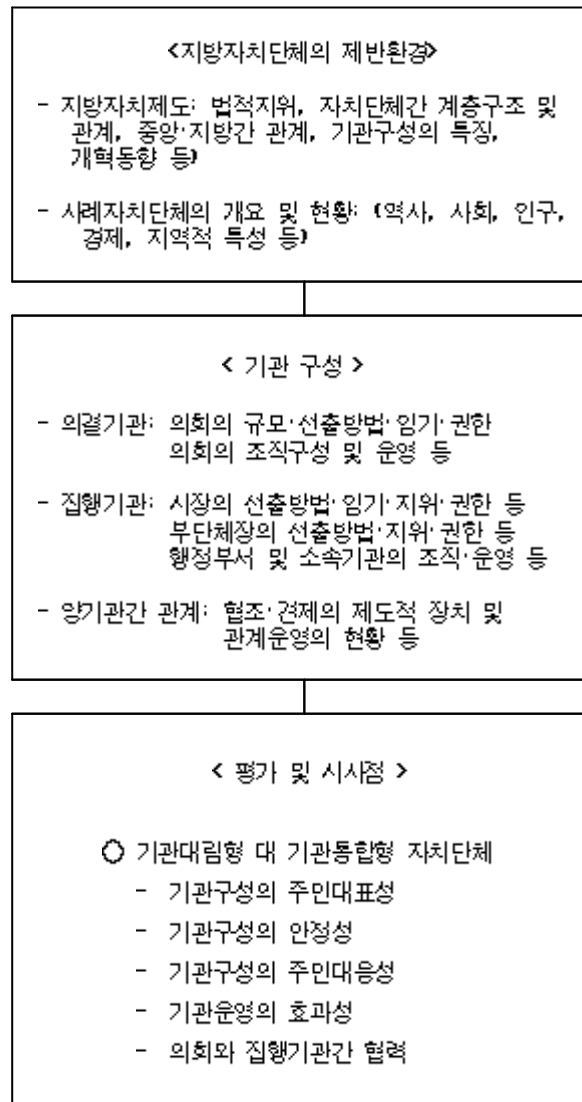 <지방자치단체의 제반환경>
- 지방자치제도: 법적지위, 자치단체간 계층구조 및
관계, 중앙·지방간 관계, 기관구성의 특징,
개혁동향 등)
- 사례자치단체의 개요 및 현황: (역사, 사회, 인구,
경제, 지역적 특성 등)
< 기관 구성 >
- 의결기관: 의회의 규모·선출방법·임기·권한
의회의 조직구성 및 운영 등
- 집행기관: 시장의 선출방법·임기·지위·권한 등
부단체장의 선출방법·지위·권한 등
행정부서 및 소속기관의 조직·운영 등
- 양기관간 관계: 협조·견제의 제도적 장치 및
관계운영의 현황 등
< 평가 및 시사점 >
○ 기관대립형 대 기관통합형 자치단체
- 기관구성의 주민대표성
- 기관구성의 안정성
- 기관구성의 주민대응성
- 기관운영의 효과성
- 의회와 집행기관간 협력